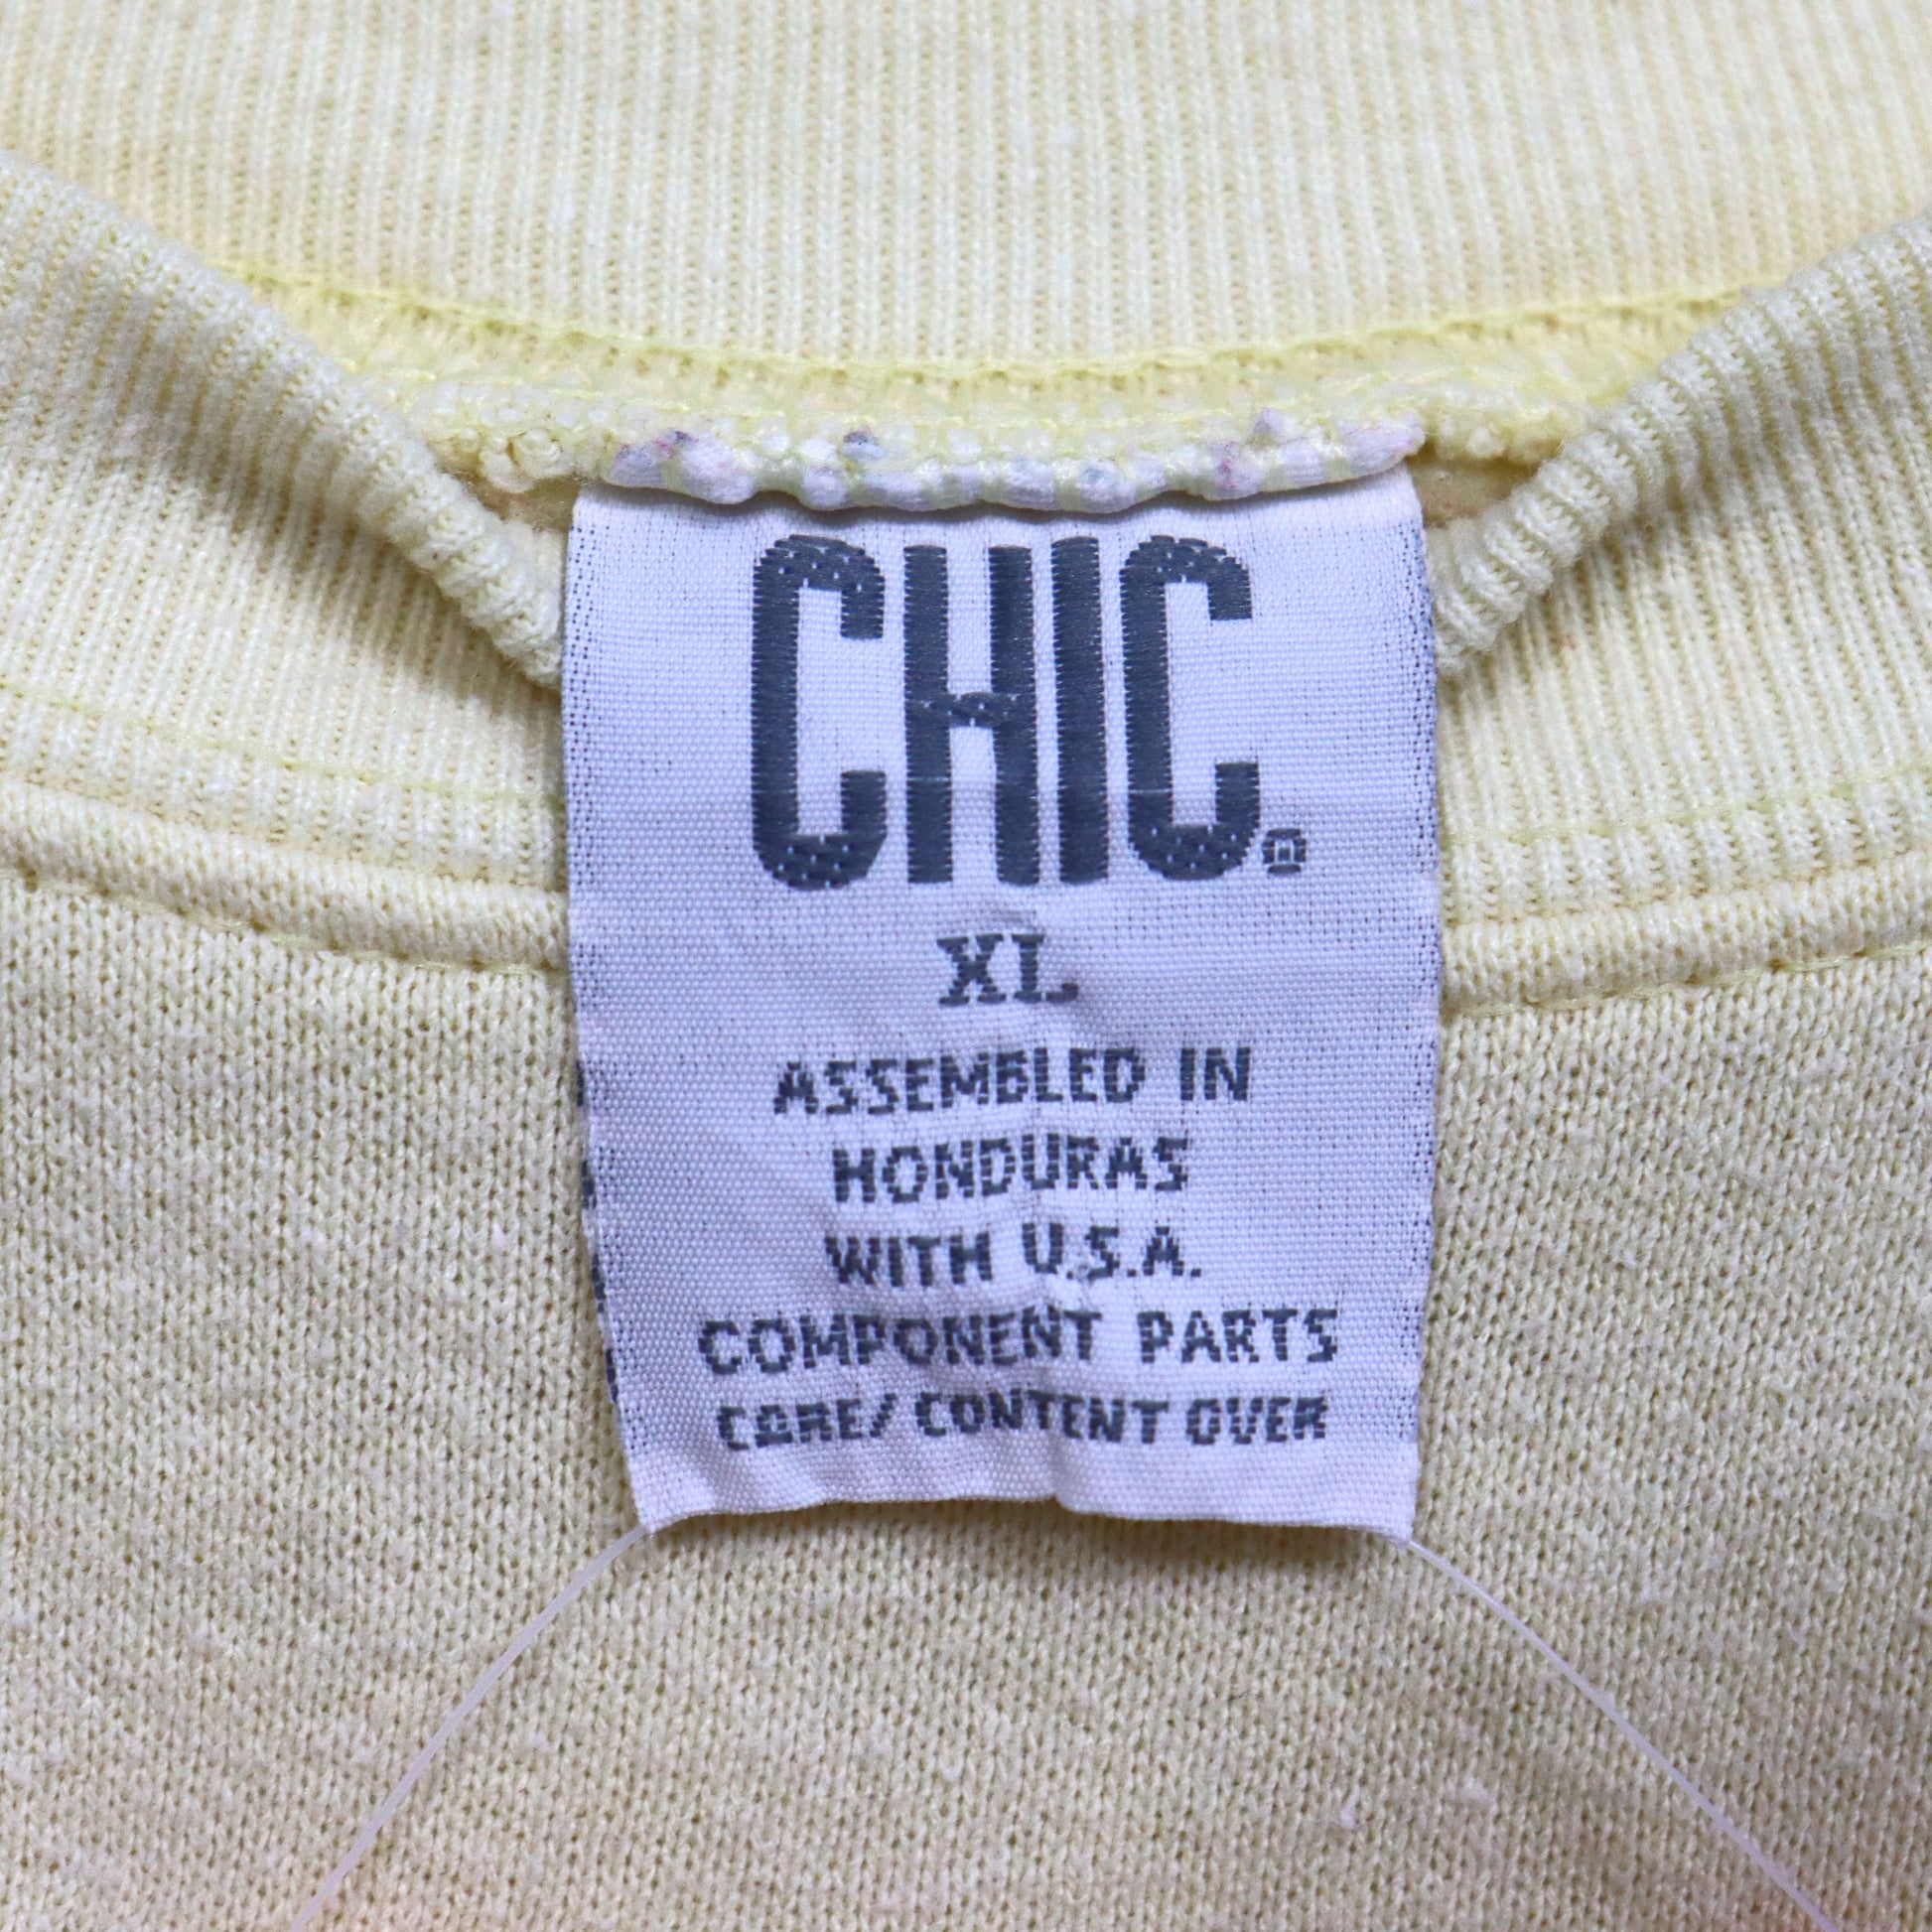 CHIC®
XL
ASSEMBLED IN
HONDURAS
WITH U.S.A.
COMPONENT PARTS
CARE/CONTENT OVER